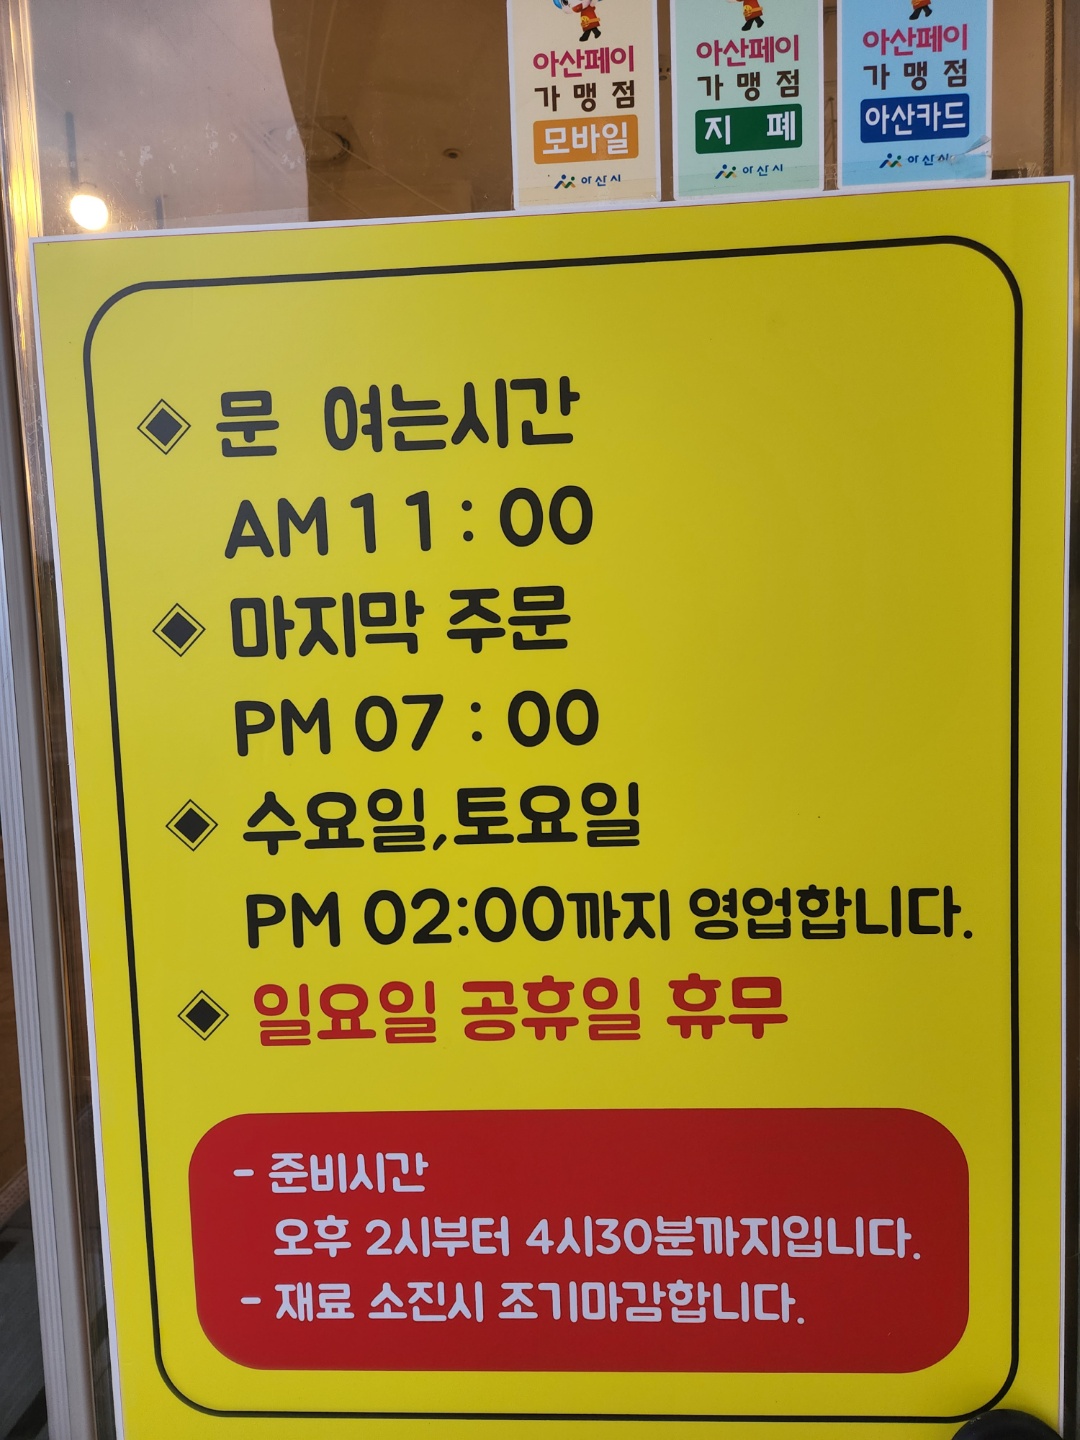 아산페이
가맹점
모바일
아산시
아산페이
가맹점
지 폐
아산시
아산페이
가맹점
아산카드
아산시
◈ 문 여는시간
AM 11 : 00
◈ 마지막 주문
PM 07 : 00
◈ 수요일,토요일
PM 02:00까지 영업합니다.
◈ 일요일 공휴일 휴무
- 준비시간
오후 2시부터 4시30분까지입니다.
- 재료 소진시 조기마감합니다.